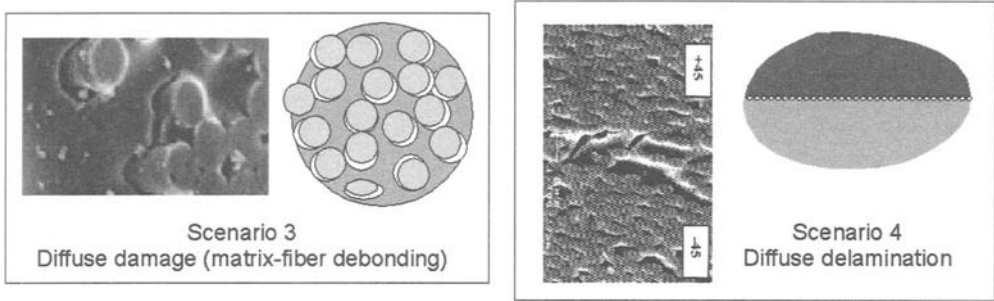 Scenario 3
Diffuse damage (matrix-fiber debonding)
+45
-45
Scenario 4
Diffuse delamination